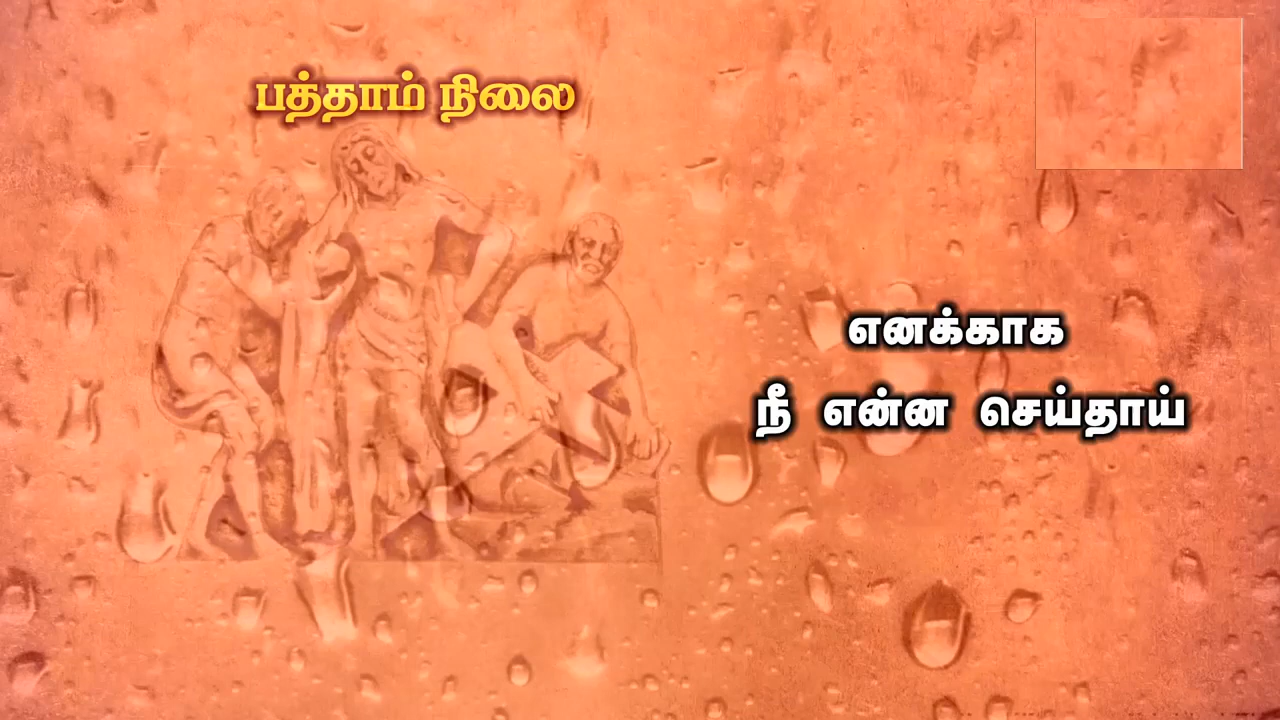 பத்தாம் நிலை
எனக்காக
நீ என்ன செய்தாய்